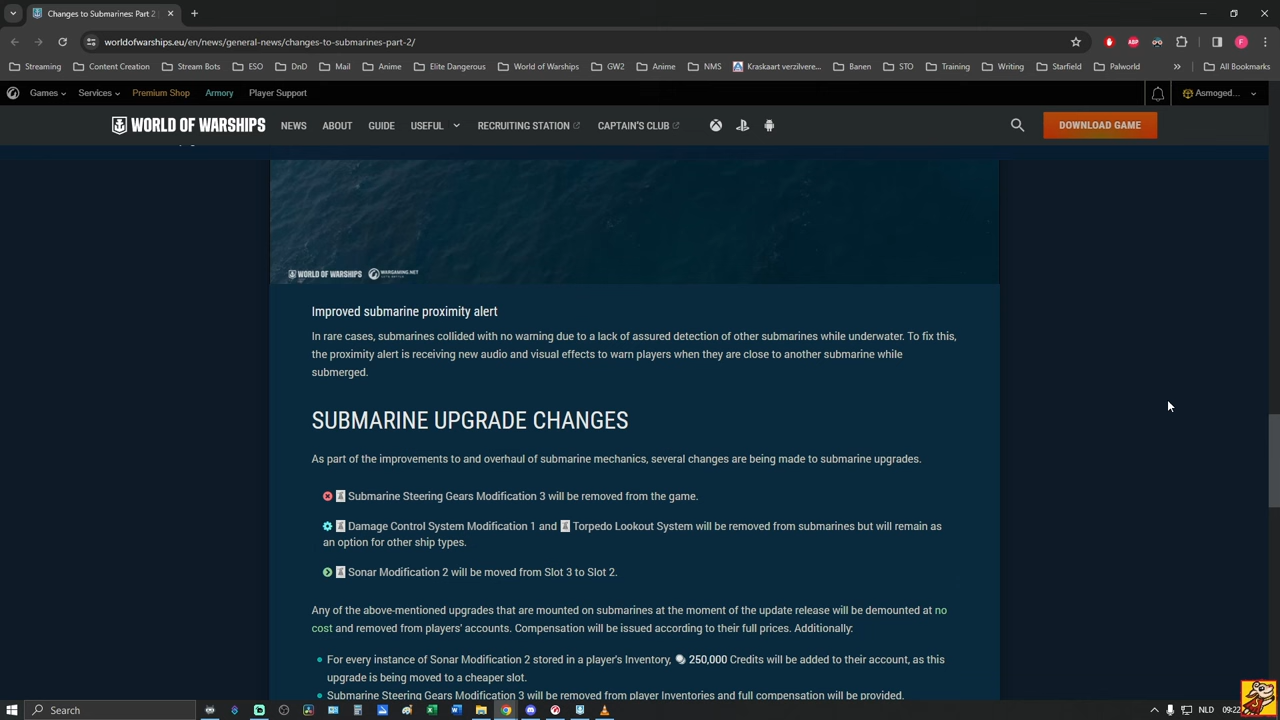 Changes to Submarines: Part 2
worldofwarships.eu/en/news/general-news/changes-to-submarines-part-2/
Streaming Content Creation Stream Bots ESO DnD Mail Anime Elite Dangerous World of Warships GW2 Anime NMS Kraskaart verzilvere... Banen STO Training Writing Starfield Palworld » All Bookmarks
Games Services Premium Shop Armory Player Support Asmoged...
WORLD OF WARSHIPS NEWS ABOUT GUIDE USEFUL RECRUITING STATION CAPTAIN'S CLUB DOWNLOAD GAME
WORLD OF WARSHIPS WARGAMING.NET
Improved submarine proximity alert
In rare cases, submarines collided with no warning due to a lack of assured detection of other submarines while underwater. To fix this,
the proximity alert is receiving new audio and visual effects to warn players when they are close to another submarine while
submerged.
SUBMARINE UPGRADE CHANGES
As part of the improvements to and overhaul of submarine mechanics, several changes are being made to submarine upgrades.
Submarine Steering Gears Modification 3 will be removed from the game.
Damage Control System Modification 1 and Torpedo Lookout System will be removed from submarines but will remain as
an option for other ship types.
Sonar Modification 2 will be moved from Slot 3 to Slot 2.
Any of the above-mentioned upgrades that are mounted on submarines at the moment of the update release will be demounted at no
cost and removed from players' accounts. Compensation will be issued according to their full prices. Additionally:
For every instance of Sonar Modification 2 stored in a player's Inventory, 250,000 Credits will be added to their account, as this
upgrade is being moved to a cheaper slot.
Submarine Steering Gears Modification 3 will be removed from player Inventories and full compensation will be provided.
Search NLD